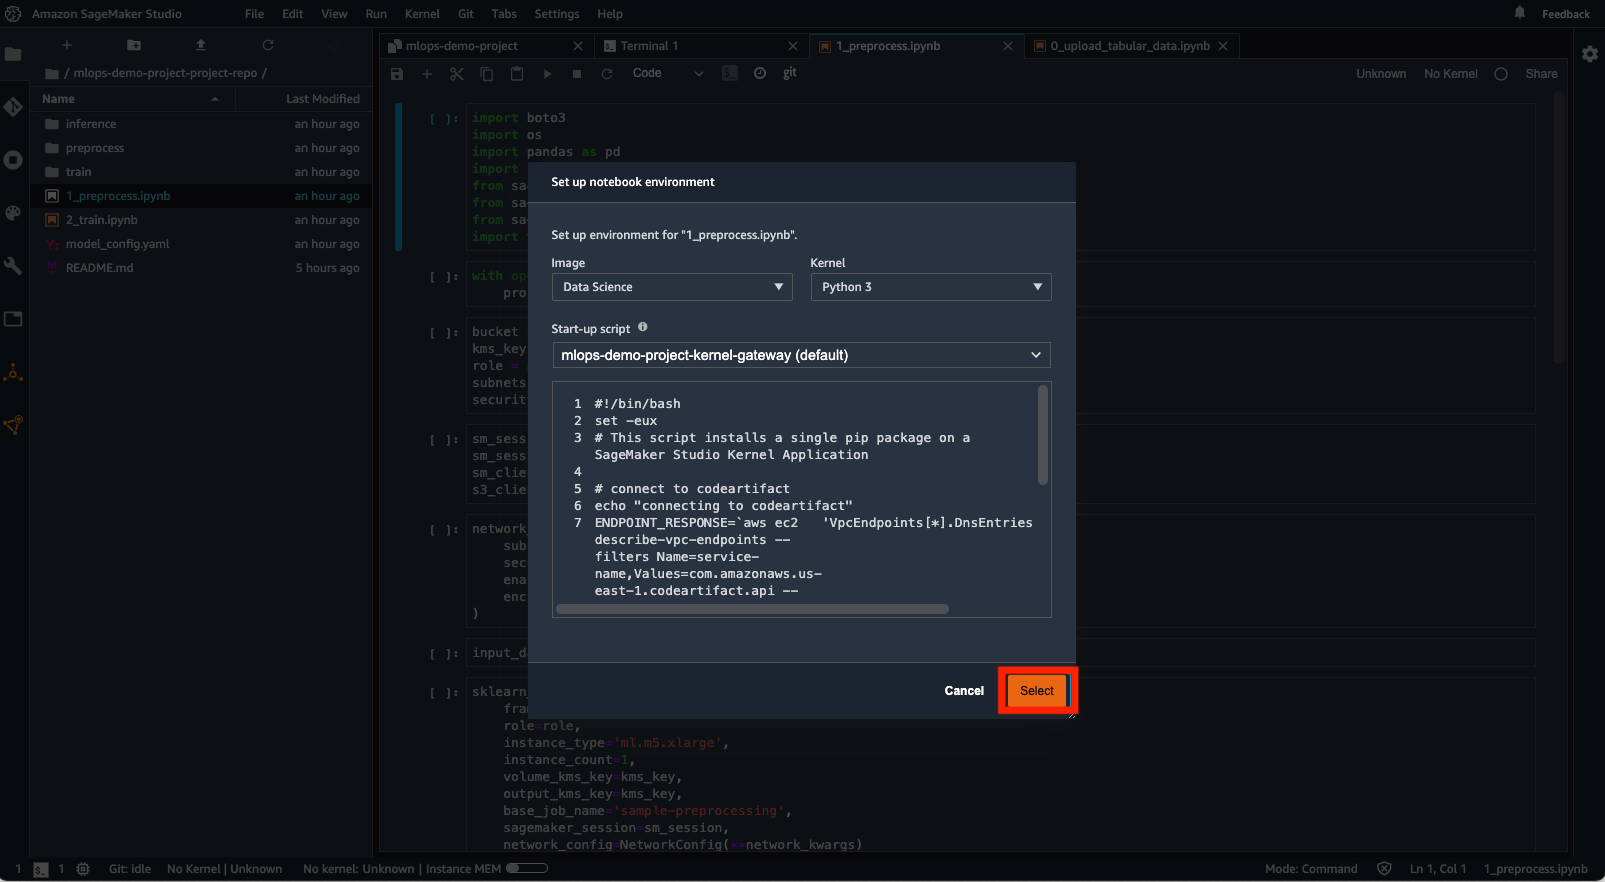 Amazon SageMaker Studio File Edit View Run Kernel Git Tabs Settings Help Feedback
mlops-demo-project Terminal 1 1_preprocess.ipynb 0_upload_tabular_data.ipynb
/ mlops-demo-project-project-repo / Code git Unknown No Kernel Share
Name Last Modified
inference an hour ago
preprocess an hour ago
train an hour ago
1_preprocess.ipynb an hour ago
2_train.ipynb an hour ago
Y: model_config.yaml an hour ago
README.md 5 hours ago
[ ]: import boto3
import os
import pandas as pd
import
from sa
from sa
from sa
import
[ ]: with op
pro
[ ]: bucket
kms_key
role =
subnets
securit
[ ]: sm_sess
sm_sess
sm_clie
s3_clie
[ ]: network_
sub
sec
ena
enc
)
[ ]: input_da
[ ]: sklearn_
fra
role=role,
instance_type='ml.m5.xlarge',
instance_count=1,
volume_kms_key=kms_key,
output_kms_key=kms_key,
base_job_name='sample-preprocessing',
sagemaker_session=sm_session,
network_config=NetworkConfig(**network_kwargs)
Set up notebook environment
Set up environment for "1_preprocess.ipynb".
Image Kernel
Data Science Python 3
Start-up script
mlops-demo-project-kernel-gateway (default)
1 #!/bin/bash
2 set -eux
3 # This script installs a single pip package on a
SageMaker Studio Kernel Application
4
5 # connect to codeartifact
6 echo "connecting to codeartifact"
7 ENDPOINT_RESPONSE=`aws ec2 'VpcEndpoints[*].DnsEntries
describe-vpc-endpoints --
filters Name=service-
name,Values=com.amazonaws.us-
east-1.codeartifact.api --
Cancel Select
1 1 Git: idle No Kernel | Unknown No kernel: Unknown | Instance MEM Mode: Command Ln 1, Col 1 1_preprocess.ipynb